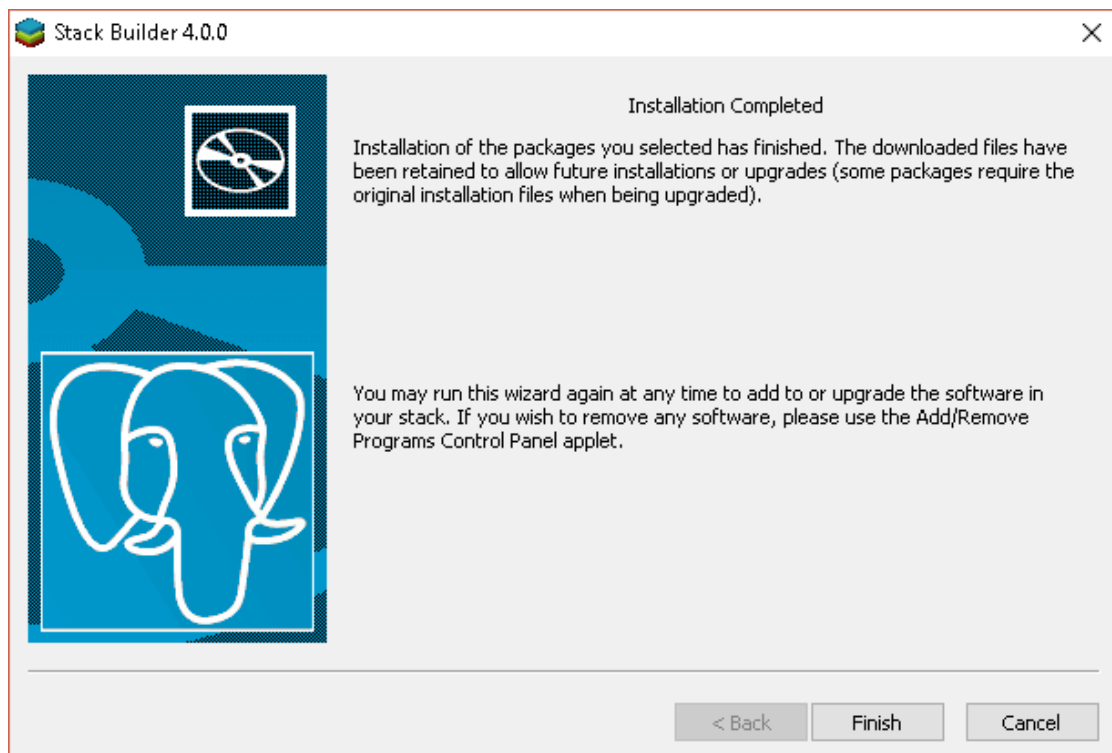 Stack Builder 4.0.0
Installation Completed
Installation of the packages you selected has finished. The downloaded files have
been retained to allow future installations or upgrades (some packages require the
original installation files when being upgraded).
You may run this wizard again at any time to add to or upgrade the software in
your stack. If you wish to remove any software, please use the Add/Remove
Programs Control Panel applet.
< Back
Finish
Cancel